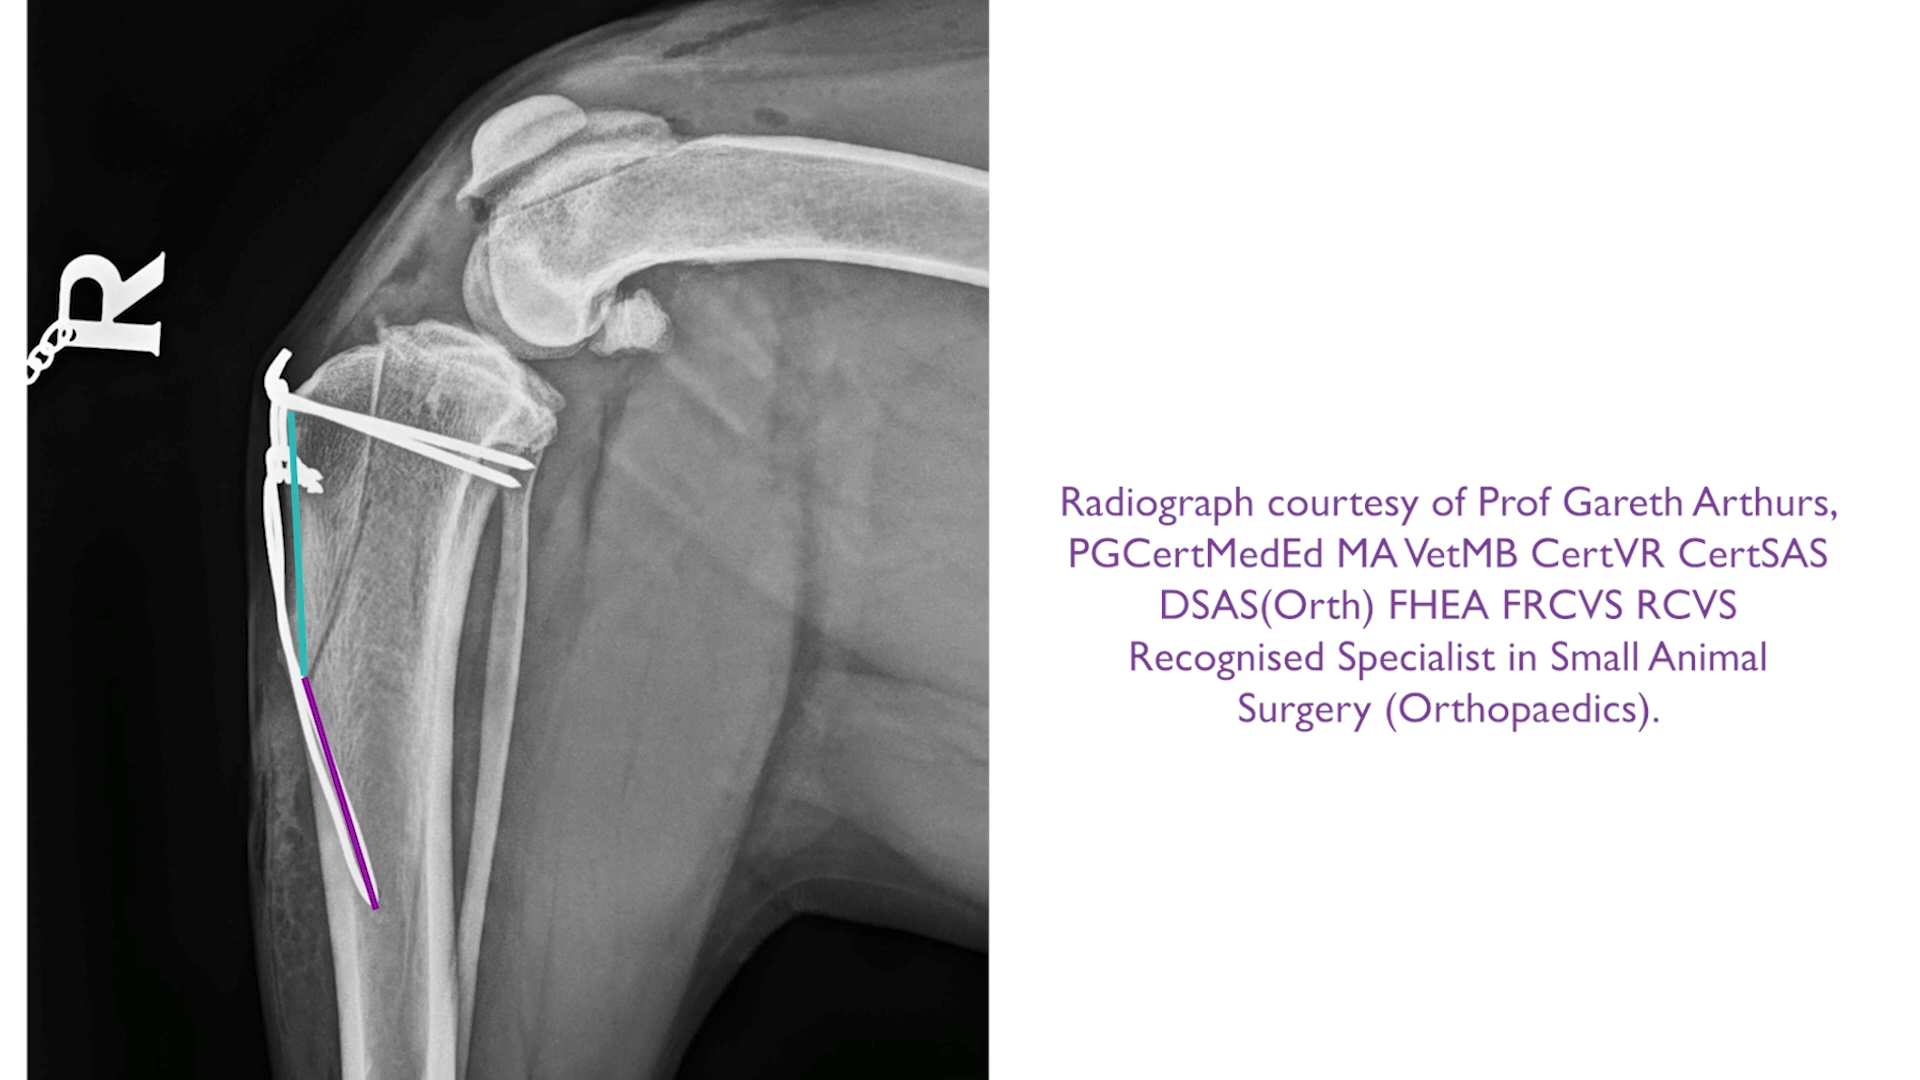 R
Radiograph courtesy of Prof Gareth Arthurs,
PGCertMedEd MA VetMB CertVR CertSAS
DSAS(Orth) FHEA FRCVS RCVS
Recognised Specialist in Small Animal
Surgery (Orthopaedics).